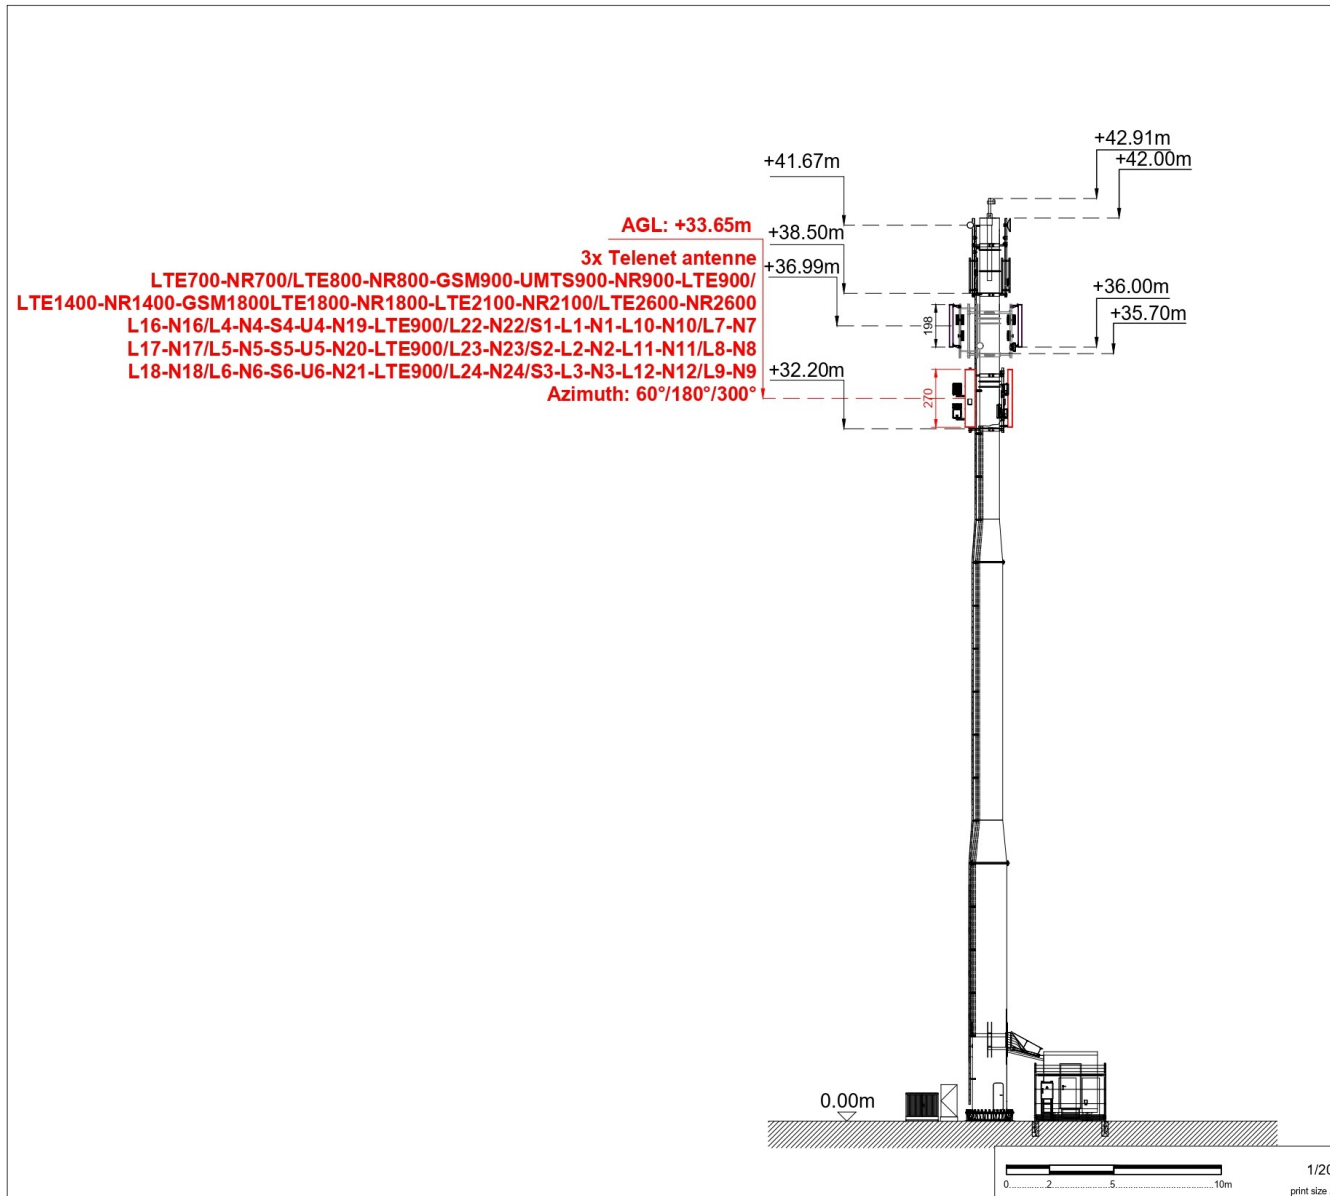 +42.91m
+41.67m
+42.00m
AGL: +33.65m
+38.50m
3x Telenet antenne
+36.99m
LTE700-NR700/LTE800-NR800-GSM900-UMTS900-NR900-LTE900/
LTE1400-NR1400-GSM1800LTE1800-NR1800-LTE2100-NR2100/LTE2600-NR2600
+36.00m
+35.70m
198
L16-N16/L4-N4-S4-U4-N19-LTE900/L22-N22/S1-L1-N1-L10-N10/L7-N7
L17-N17/L5-N5-S5-U5-N20-LTE900/L23-N23/S2-L2-N2-L11-N11/L8-N8
L18-N18/L6-N6-S6-U6-N21-LTE900/L24-N24/S3-L3-N3-L12-N12/L9-N9
+32.20m
Azimuth: 60°/180°/300°
270
0.00m
0 2 5 10m
1/20
print size